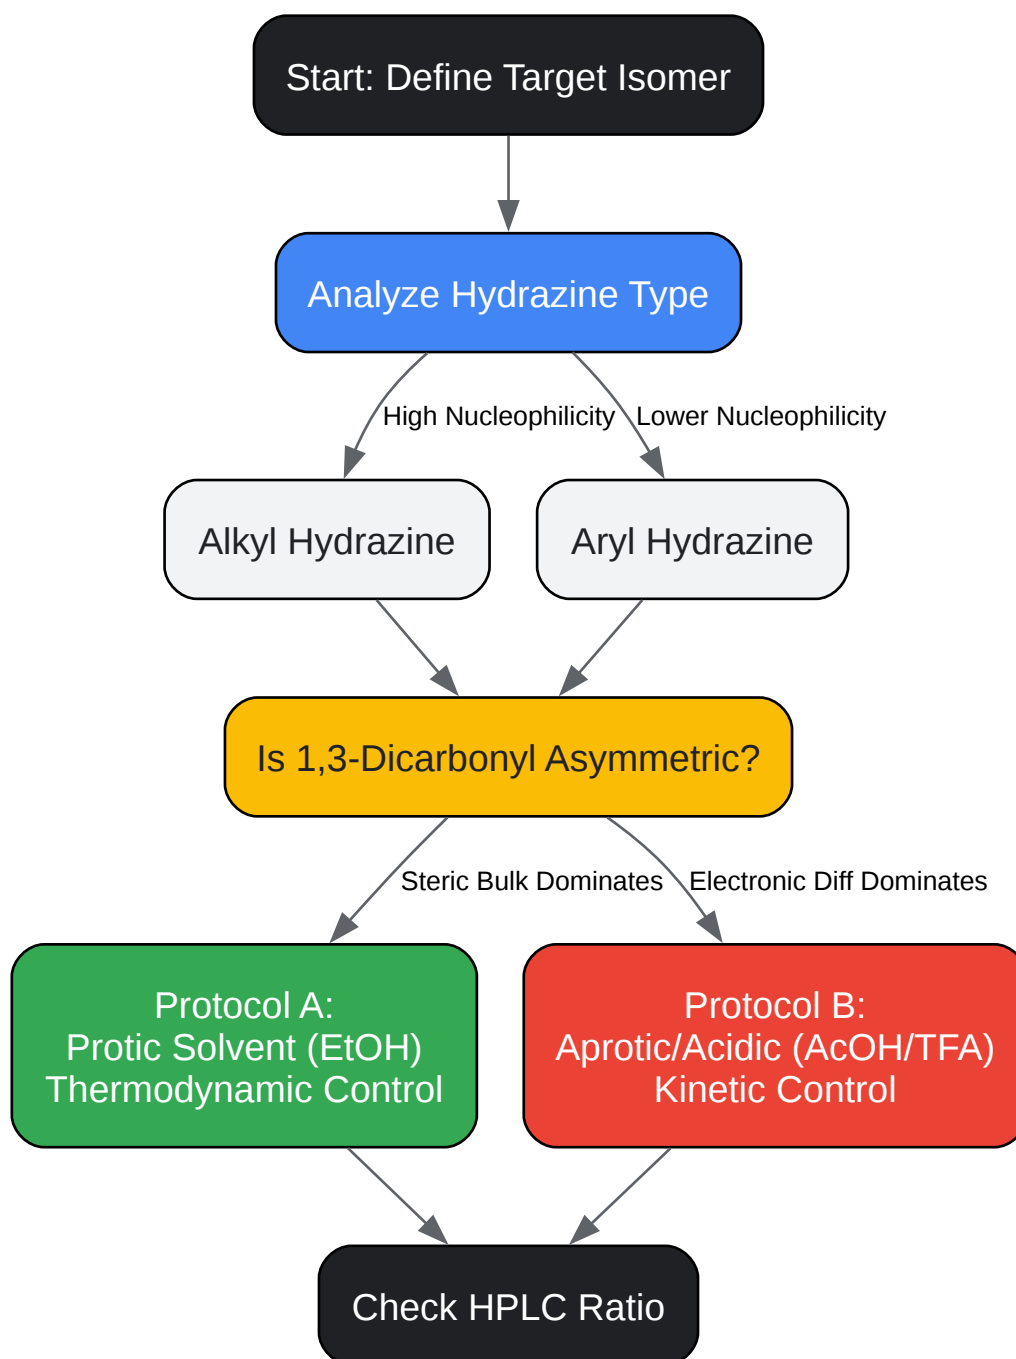 Start: Define Target Isomer
Analyze Hydrazine Type
High Nucleophilicity
Lower Nucleophilicity
Alkyl Hydrazine
Aryl Hydrazine
Is 1,3-Dicarbonyl Asymmetric?
Steric Bulk Dominates
Electronic Diff Dominates
Protocol A:
Protic Solvent (EtOH)
Thermodynamic Control
Protocol B:
Aprotic/Acidic (AcOH/TFA)
Kinetic Control
Check HPLC Ratio